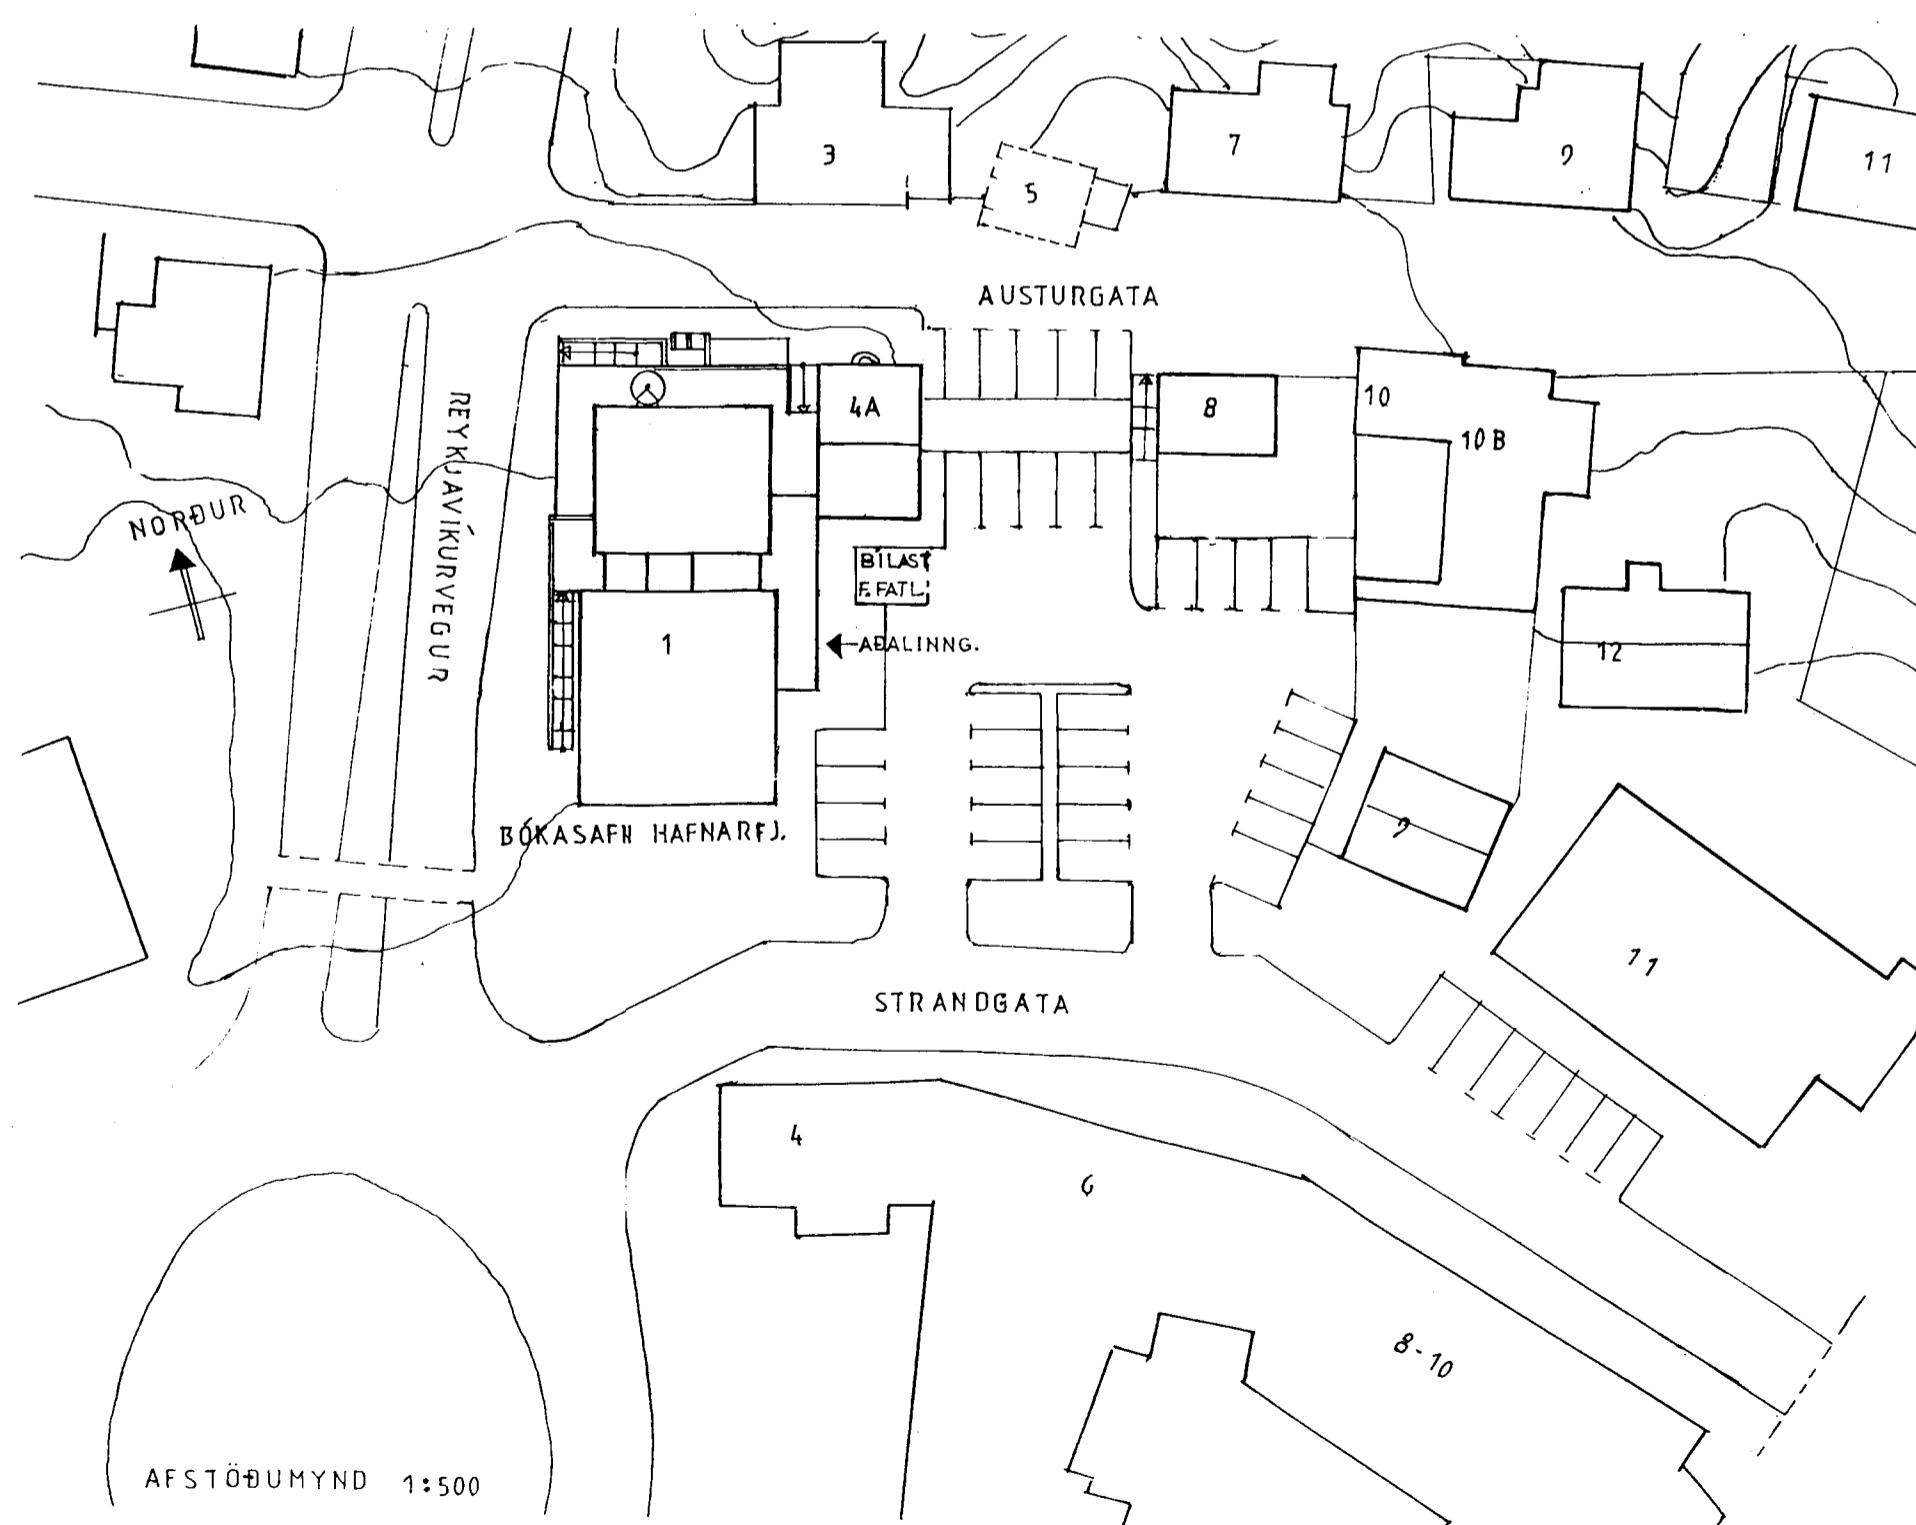 3
5
7
9
11
AUSTURGATA
4A
8
10
10B
REYKJAVÍKURVEGUR
NORÐUR
BÍLAST
F. FATL.
1
AÐALINNG.
12
BÓKASAFN HAFNARFJ.
9
11
STRANDGATA
4
6
8-10
AFSTÖÐUMYND 1:500